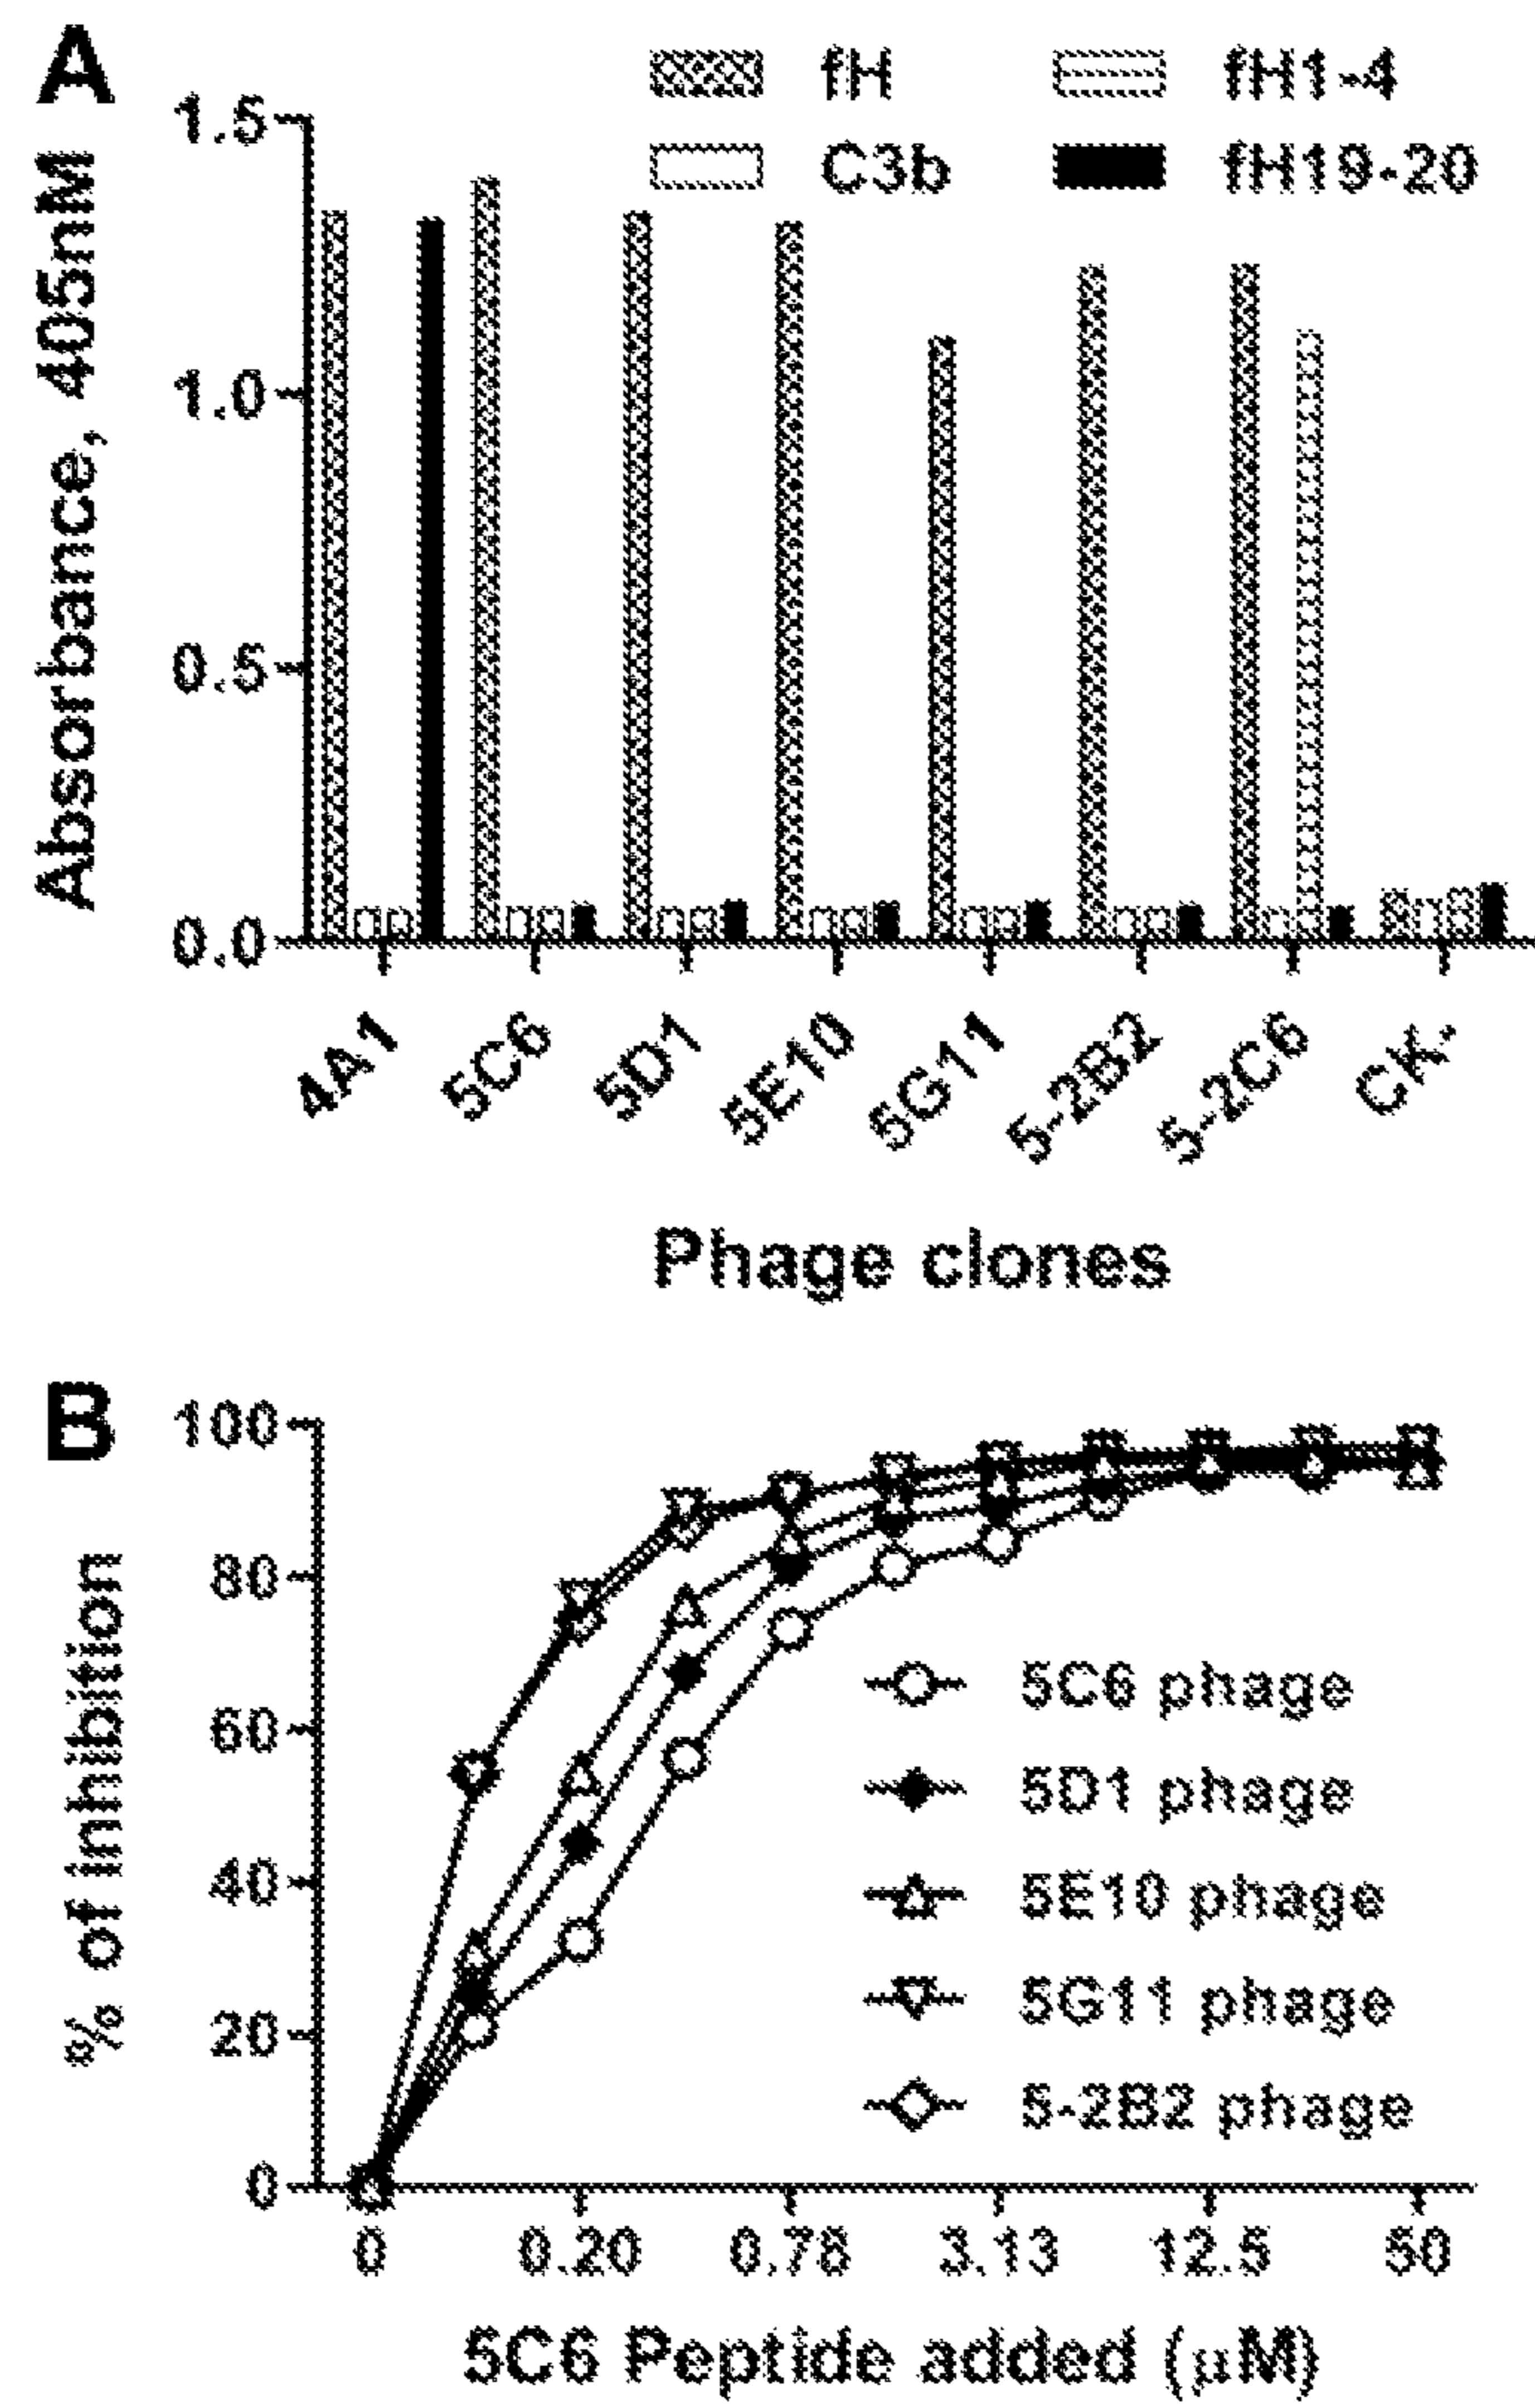 A
fH fH1-4
C3b fH19-20
1.5
1.0
0.5
0.0
Absorbance, 405nM
4A1 5C6 5D1 5E10 5G11 5-2B2 5-2C6 CK.
Phage clones
B
100
80
60
40
20
0
% of inhibition
5C6 phage
5D1 phage
5E10 phage
5G11 phage
5-2B2 phage
0 0.20 0.78 3.13 12.5 50
5C6 Peptide added (µM)